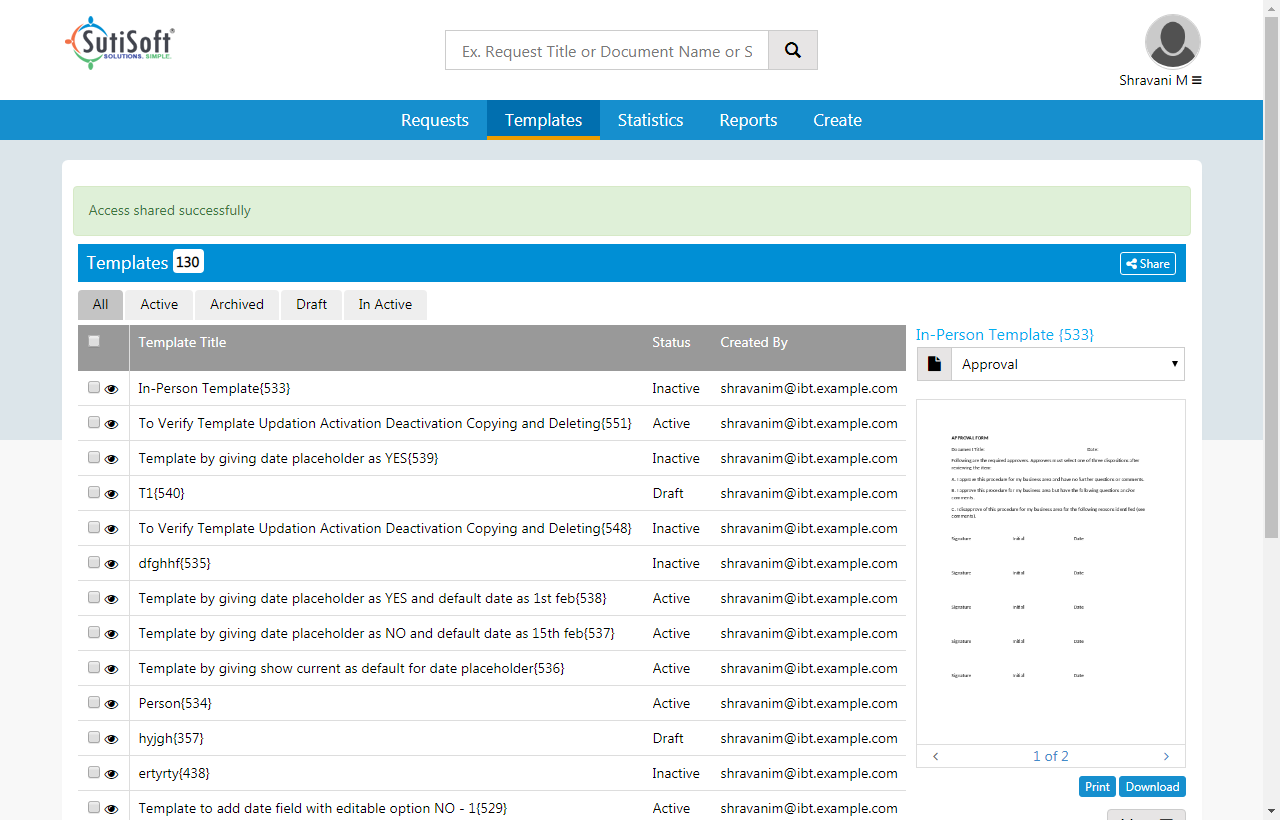 SutiSoft®
SOLUTIONS. SIMPLE.
Ex. Request Title or Document Name or S
Shravani M
Requests
Templates
Statistics
Reports
Create
Access shared successfully
Templates 130
Share
All
Active
Archived
Draft
In Active
Template Title Status Created By
In-Person Template{533} Inactive shravanim@ibt.example.com
To Verify Template Updation Activation Deactivation Copying and Deleting{551} Active shravanim@ibt.example.com
Template by giving date placeholder as YES{539} Inactive shravanim@ibt.example.com
T1{540} Draft shravanim@ibt.example.com
To Verify Template Updation Activation Deactivation Copying and Deleting{548} Inactive shravanim@ibt.example.com
dfghhf{535} Inactive shravanim@ibt.example.com
Template by giving date placeholder as YES and default date as 1st feb{538} Active shravanim@ibt.example.com
Template by giving date placeholder as NO and default date as 15th feb{537} Active shravanim@ibt.example.com
Template by giving show current as default for date placeholder{536} Active shravanim@ibt.example.com
Person{534} Active shravanim@ibt.example.com
hyjgh{357} Draft shravanim@ibt.example.com
ertyrty{438} Inactive shravanim@ibt.example.com
Template to add date field with editable option NO - 1{529} Active shravanim@ibt.example.com
In-Person Template {533}
Approval
APPROVAL FORM
Document Title: Date:
Following are the required approvers. Approvers must select one of three dispositions after
reviewing the item:
A. I approve this procedure for my business area and have no further questions or comments.
B. I approve this procedure for my business area but have the following questions and/or
comments.
C. I disapprove of this procedure for my business area for the following reasons identified (see
comments).
Signature Initial Date
Signature Initial Date
Signature Initial Date
Signature Initial Date
Signature Initial Date
1 of 2
Print
Download